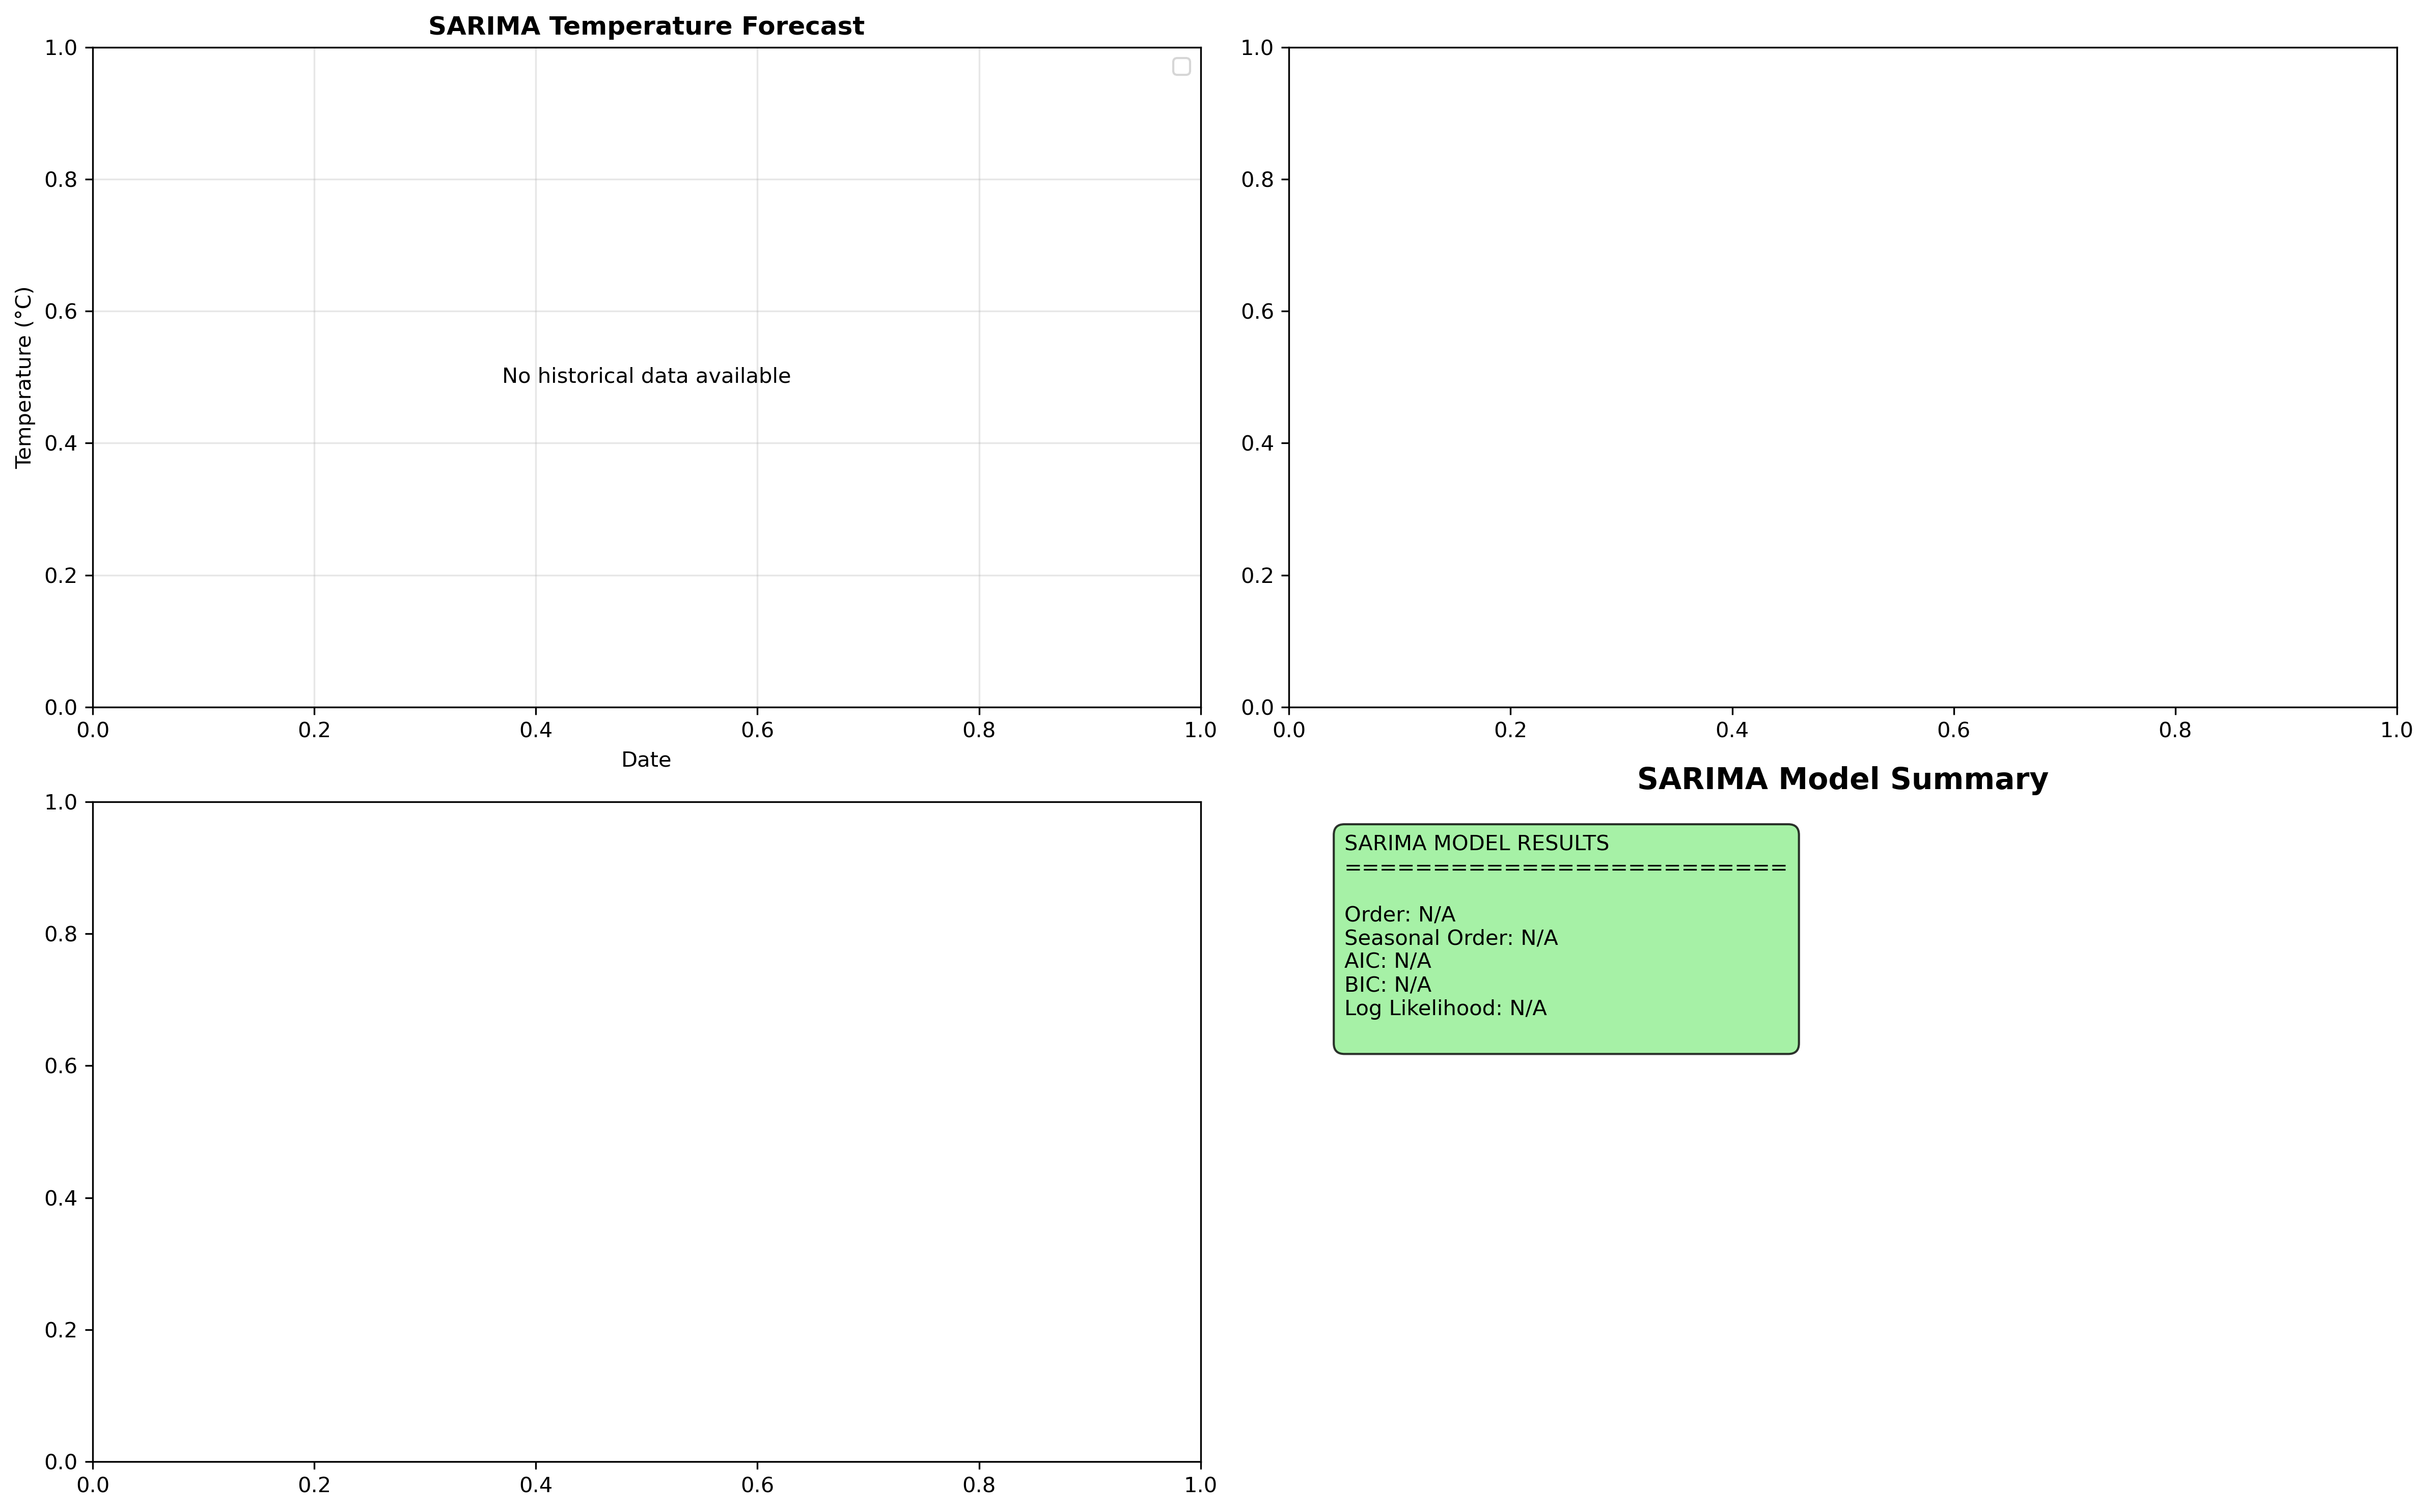 SARIMA Temperature Forecast
1.0
0.8
0.6
0.4
0.2
0.0
Temperature (°C)
No historical data available
0.0 0.2 0.4 0.6 0.8 1.0
Date
1.0
0.8
0.6
0.4
0.2
0.0
0.0 0.2 0.4 0.6 0.8 1.0
1.0
0.8
0.6
0.4
0.2
0.0
0.0 0.2 0.4 0.6 0.8 1.0
SARIMA Model Summary
SARIMA MODEL RESULTS
=========================
Order: N/A
Seasonal Order: N/A
AIC: N/A
BIC: N/A
Log Likelihood: N/A